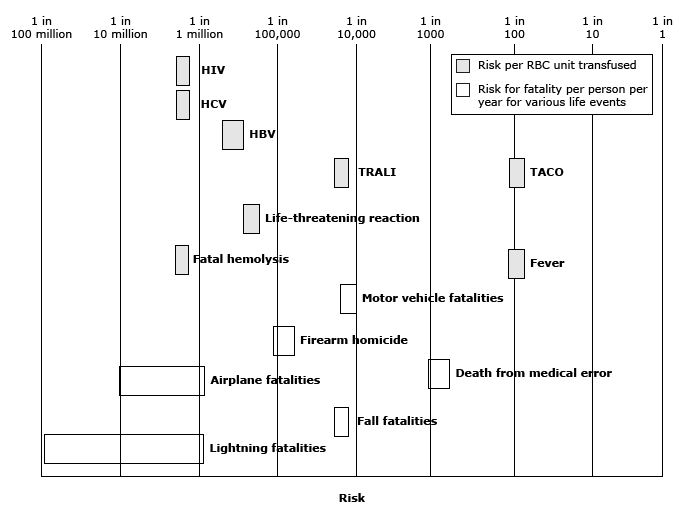 1 in 1 in 1 in 1 in 1 in 1 in 1 in 1 in 1 in
100 million 10 million 1 million 100,000 10,000 1000 100 10 1
Risk per RBC unit transfused
Risk for fatality per person per
year for various life events
HIV
HCV
HBV
TRALI TACO
Life-threatening reaction
Fatal hemolysis Fever
Motor vehicle fatalities
Firearm homicide
Airplane fatalities Death from medical error
Fall fatalities
Lightning fatalities
Risk